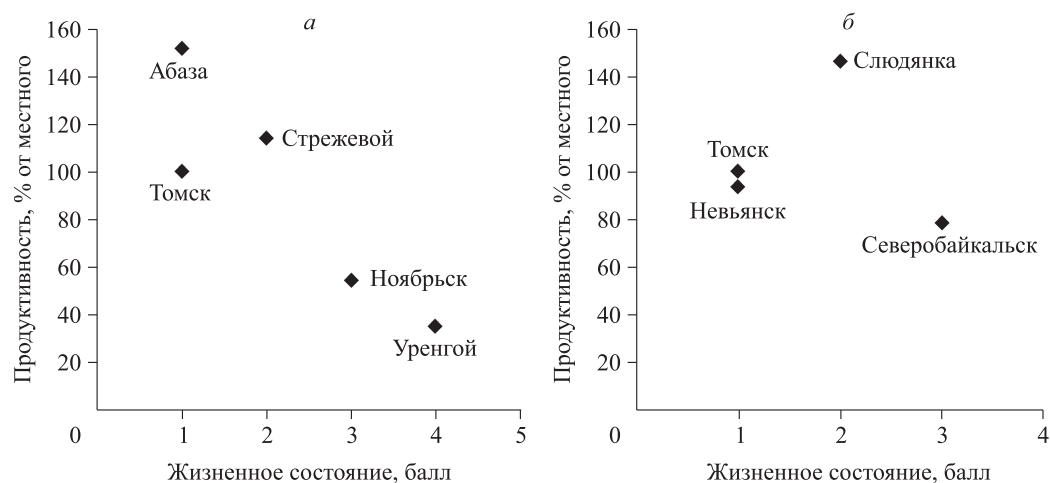 а
Продуктивность, % от местного
160
140
120
100
80
60
40
20
0
Абаза
Стрежевой
Томск
Ноябрьск
Уренгой
1 2 3 4 5
Жизненное состояние, балл
б
Продуктивность, % от местного
160
140
120
100
80
60
40
20
0
Слюдянка
Томск
Невьянск
Северобайкальск
1 2 3 4
Жизненное состояние, балл